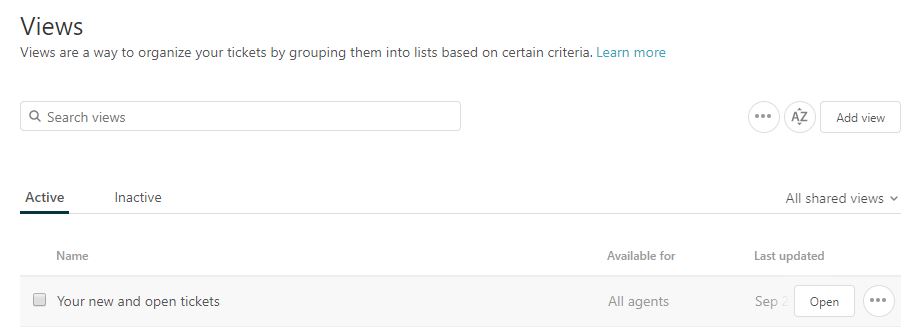 Views
Views are a way to organize your tickets by grouping them into lists based on certain criteria. Learn more
Search views
AZ
Add view
Active Inactive All shared views
Name Available for Last updated
Your new and open tickets All agents Sep Open